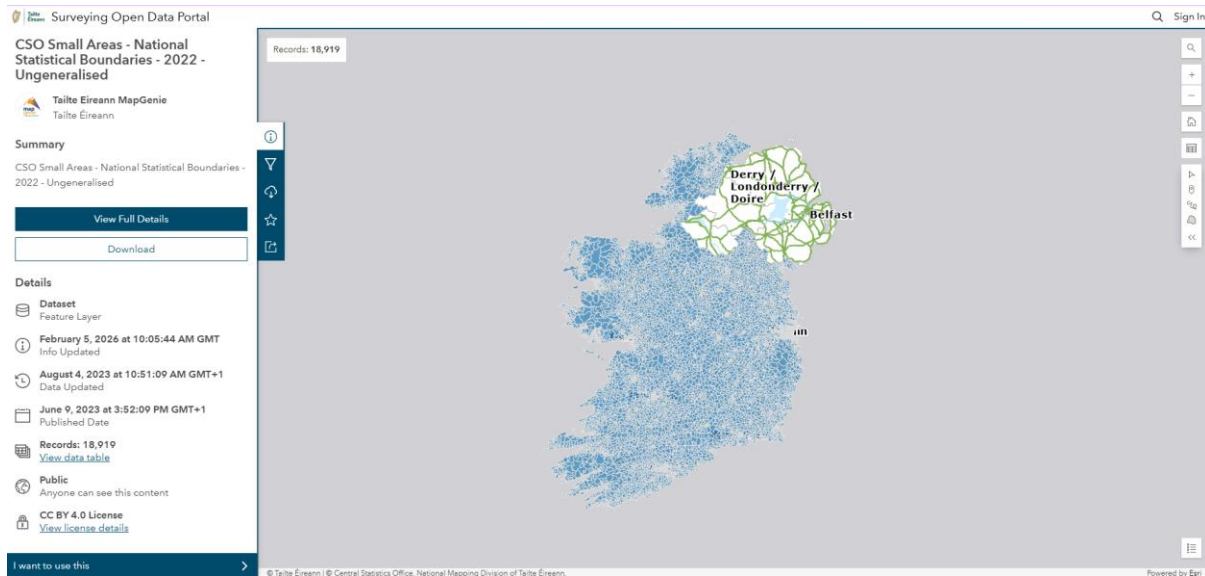 Tailte Éireann Surveying Open Data Portal
Sign In
CSO Small Areas - National
Statistical Boundaries - 2022 -
Ungeneralised
map
Tailte Eireann MapGenie
Tailte Éireann
Summary
CSO Small Areas - National Statistical Boundaries -
2022 - Ungeneralised
View Full Details
Download
Details
Dataset
Feature Layer
February 5, 2026 at 10:05:44 AM GMT
Info Updated
August 4, 2023 at 10:51:09 AM GMT+1
Data Updated
June 9, 2023 at 3:52:09 PM GMT+1
Published Date
Records: 18,919
View data table
Public
Anyone can see this content
CC BY 4.0 License
View license details
I want to use this
Records: 18,919
Derry /
Londonderry /
Doire
Belfast
in
© Tailte Éireann | © Central Statistics Office. National Mapping Division of Tailte Éireann.
Powered by Esri